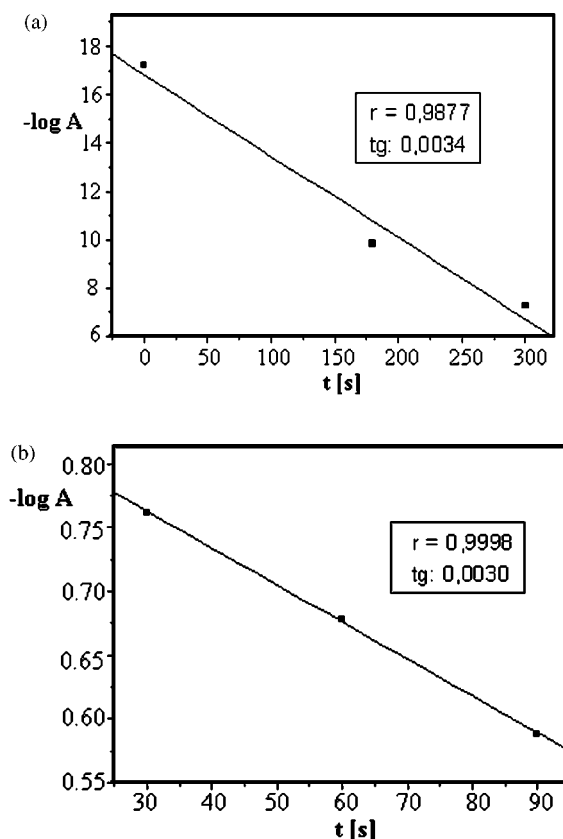 (a)
18
16
-log A
14
12
10
8
6
r = 0,9877
tg: 0,0034
0 50 100 150 200 250 300
t [s]
(b)
0.80
-log A
0.75
0.70
0.65
0.60
0.55
r = 0,9998
tg: 0,0030
30 40 50 60 70 80 90
t [s]